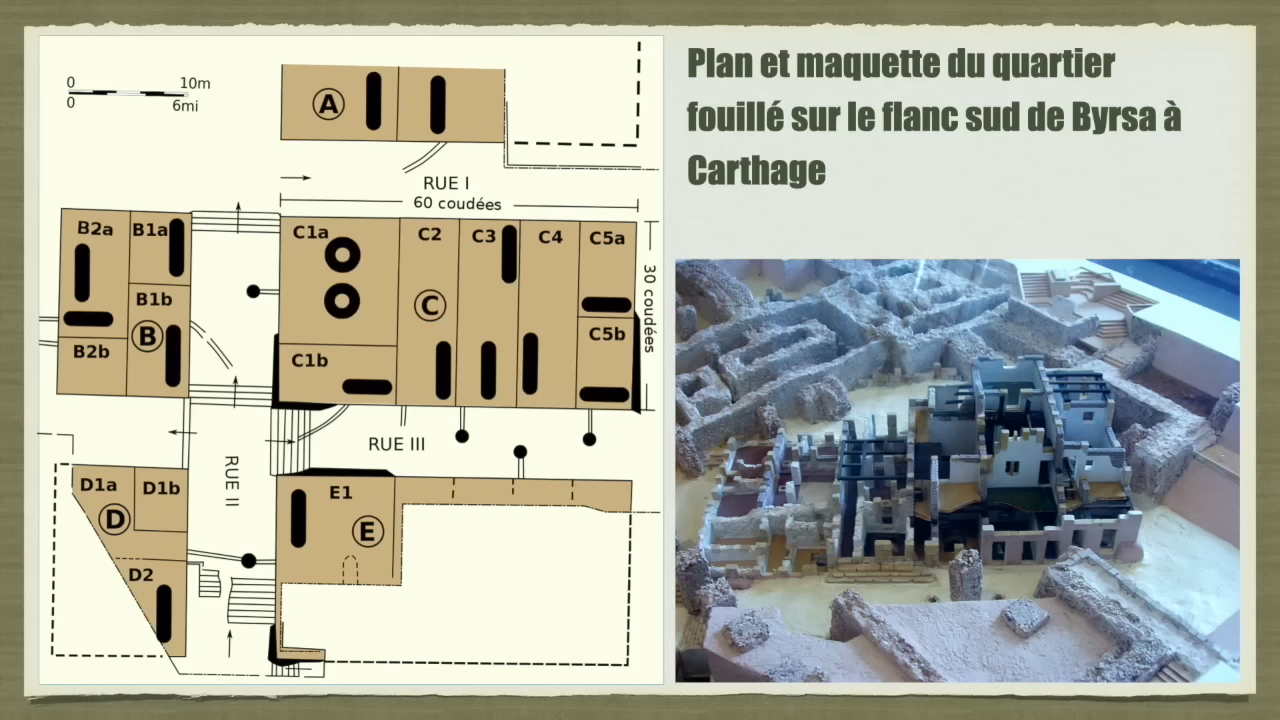 Plan et maquette du quartier
fouillé sur le flanc sud de Byrsa à
Carthage
0 10m
0 6mi
A
RUE I
60 coudées
30 coudées
B2a
B1a
B1b
B
B2b
C1a
C2
C3
C4
C5a
C
C5b
C1b
RUE III
RUE II
D1a
D1b
D
D2
E1
E